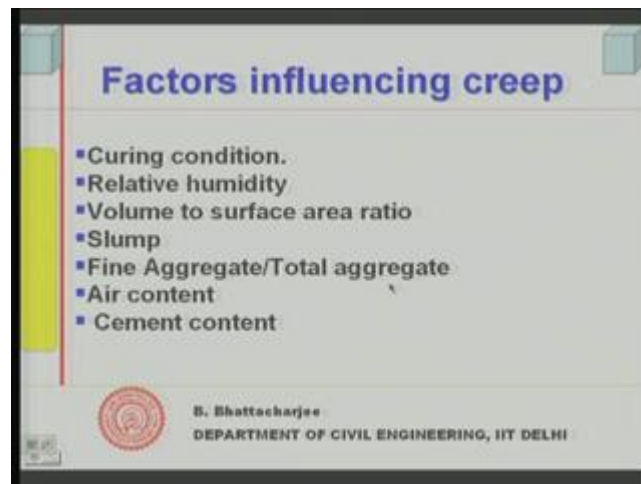 Factors influencing creep
▪Curing condition.
▪Relative humidity
▪Volume to surface area ratio
▪Slump
▪Fine Aggregate/Total aggregate
▪Air content
▪ Cement content
B. Bhattacharjee
DEPARTMENT OF CIVIL ENGINEERING, IIT DELHI